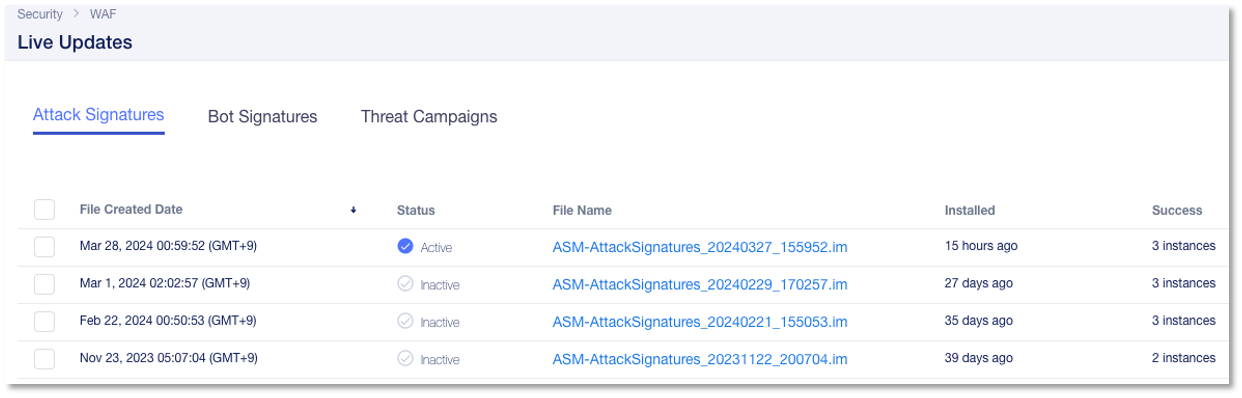 Security > WAF
Live Updates
Attack Signatures Bot Signatures Threat Campaigns
File Created Date Status File Name Installed Success
Mar 28, 2024 00:59:52 (GMT+9) Active ASM-AttackSignatures_20240327_155952.im 15 hours ago 3 instances
Mar 1, 2024 02:02:57 (GMT+9) Inactive ASM-AttackSignatures_20240229_170257.im 27 days ago 3 instances
Feb 22, 2024 00:50:53 (GMT+9) Inactive ASM-AttackSignatures_20240221_155053.im 35 days ago 3 instances
Nov 23, 2023 05:07:04 (GMT+9) Inactive ASM-AttackSignatures_20231122_200704.im 39 days ago 2 instances